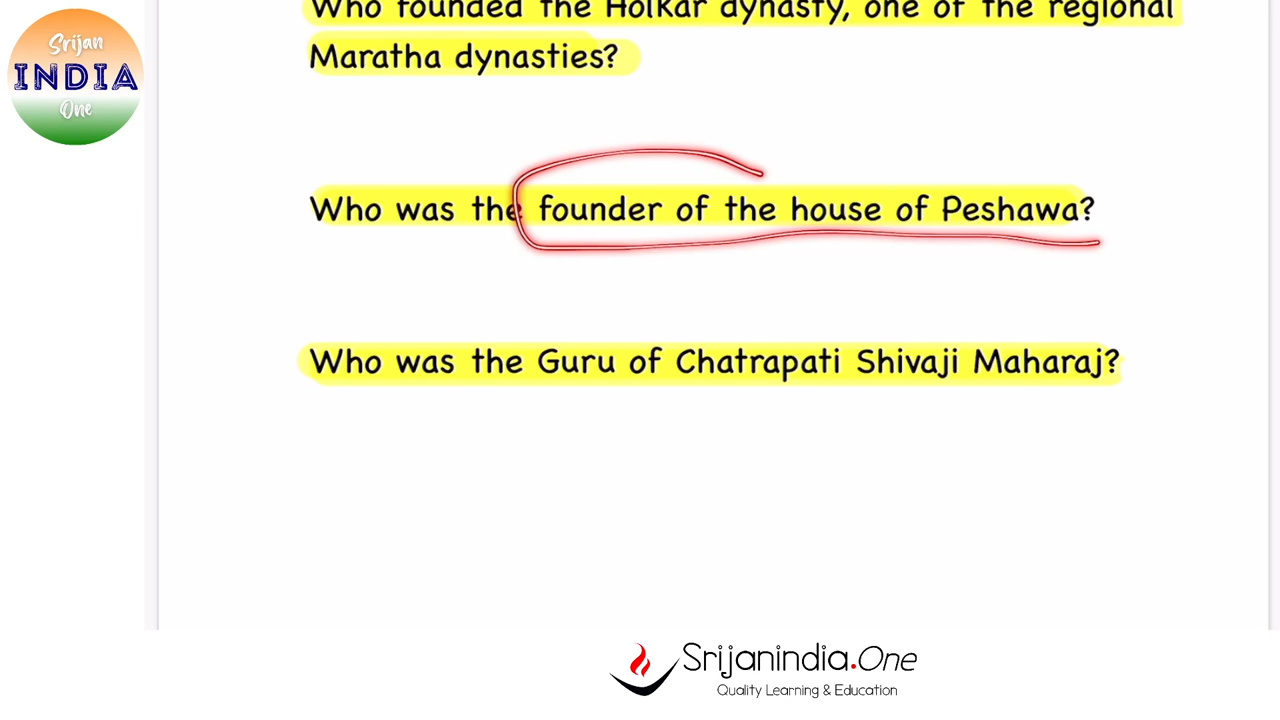 Srijan
INDIA
One
Who founded the Holkar dynasty, one of the regional
Maratha dynasties?
Who was the founder of the house of Peshawa?
Who was the Guru of Chatrapati Shivaji Maharaj?
Srijanindia.One
Quality Learning & Education